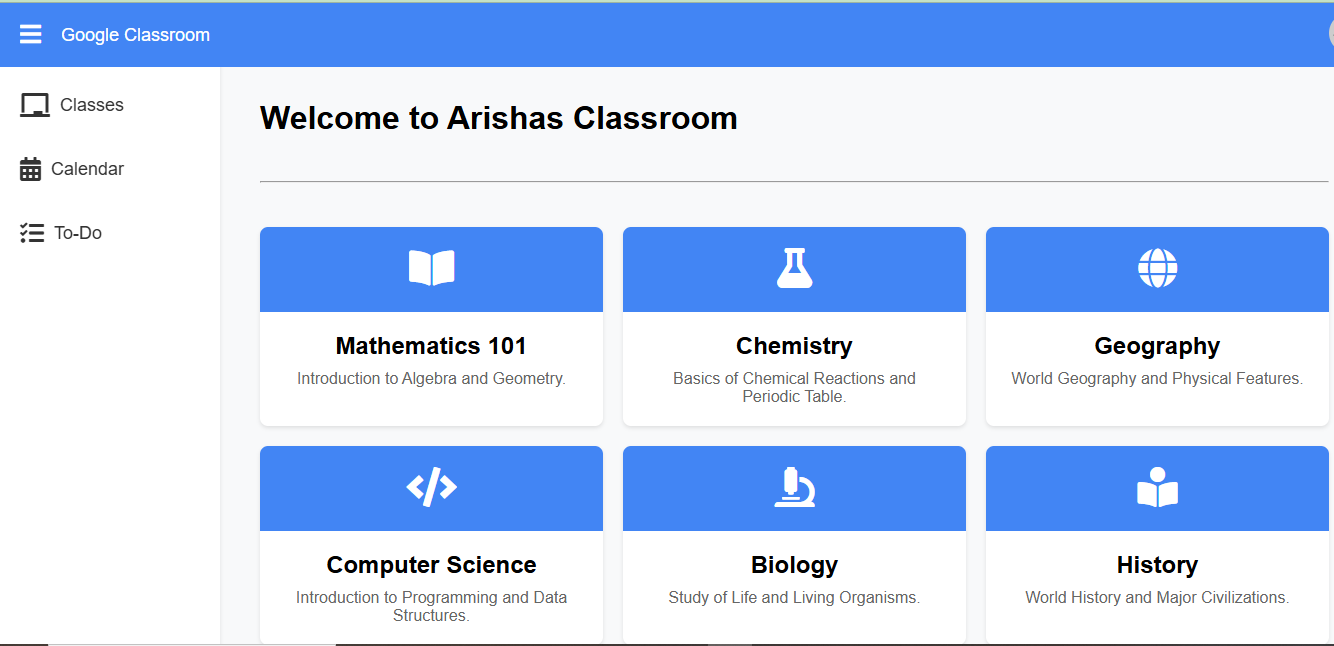 Google Classroom
Classes
Calendar
To-Do
Welcome to Arishas Classroom
Mathematics 101
Introduction to Algebra and Geometry.
Chemistry
Basics of Chemical Reactions and
Periodic Table.
Geography
World Geography and Physical Features.
Computer Science
Introduction to Programming and Data
Structures.
Biology
Study of Life and Living Organisms.
History
World History and Major Civilizations.